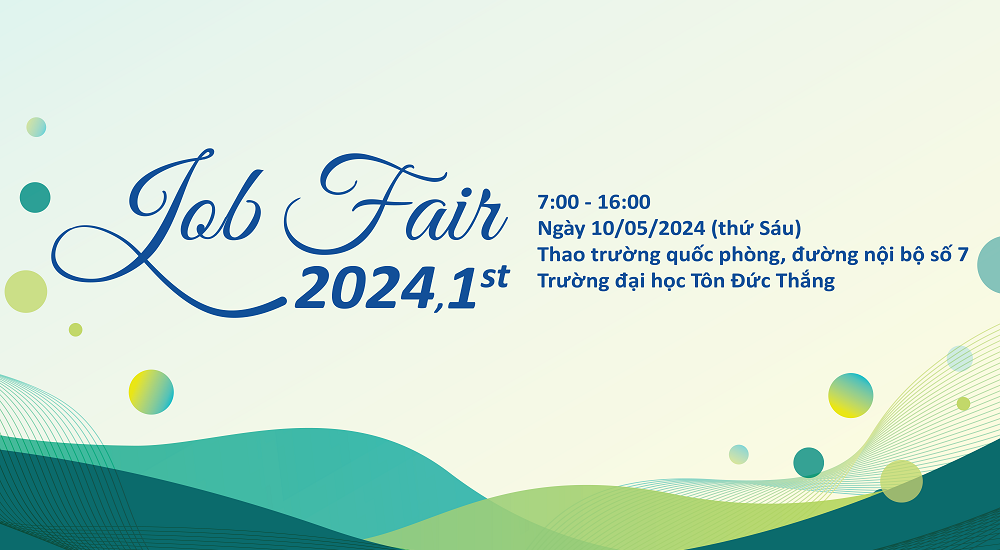 Job Fair
2024,1st
7:00 - 16:00
Ngày 10/05/2024 (thứ Sáu)
Thao trường quốc phòng, đường nội bộ số 7
Trường đại học Tôn Đức Thắng